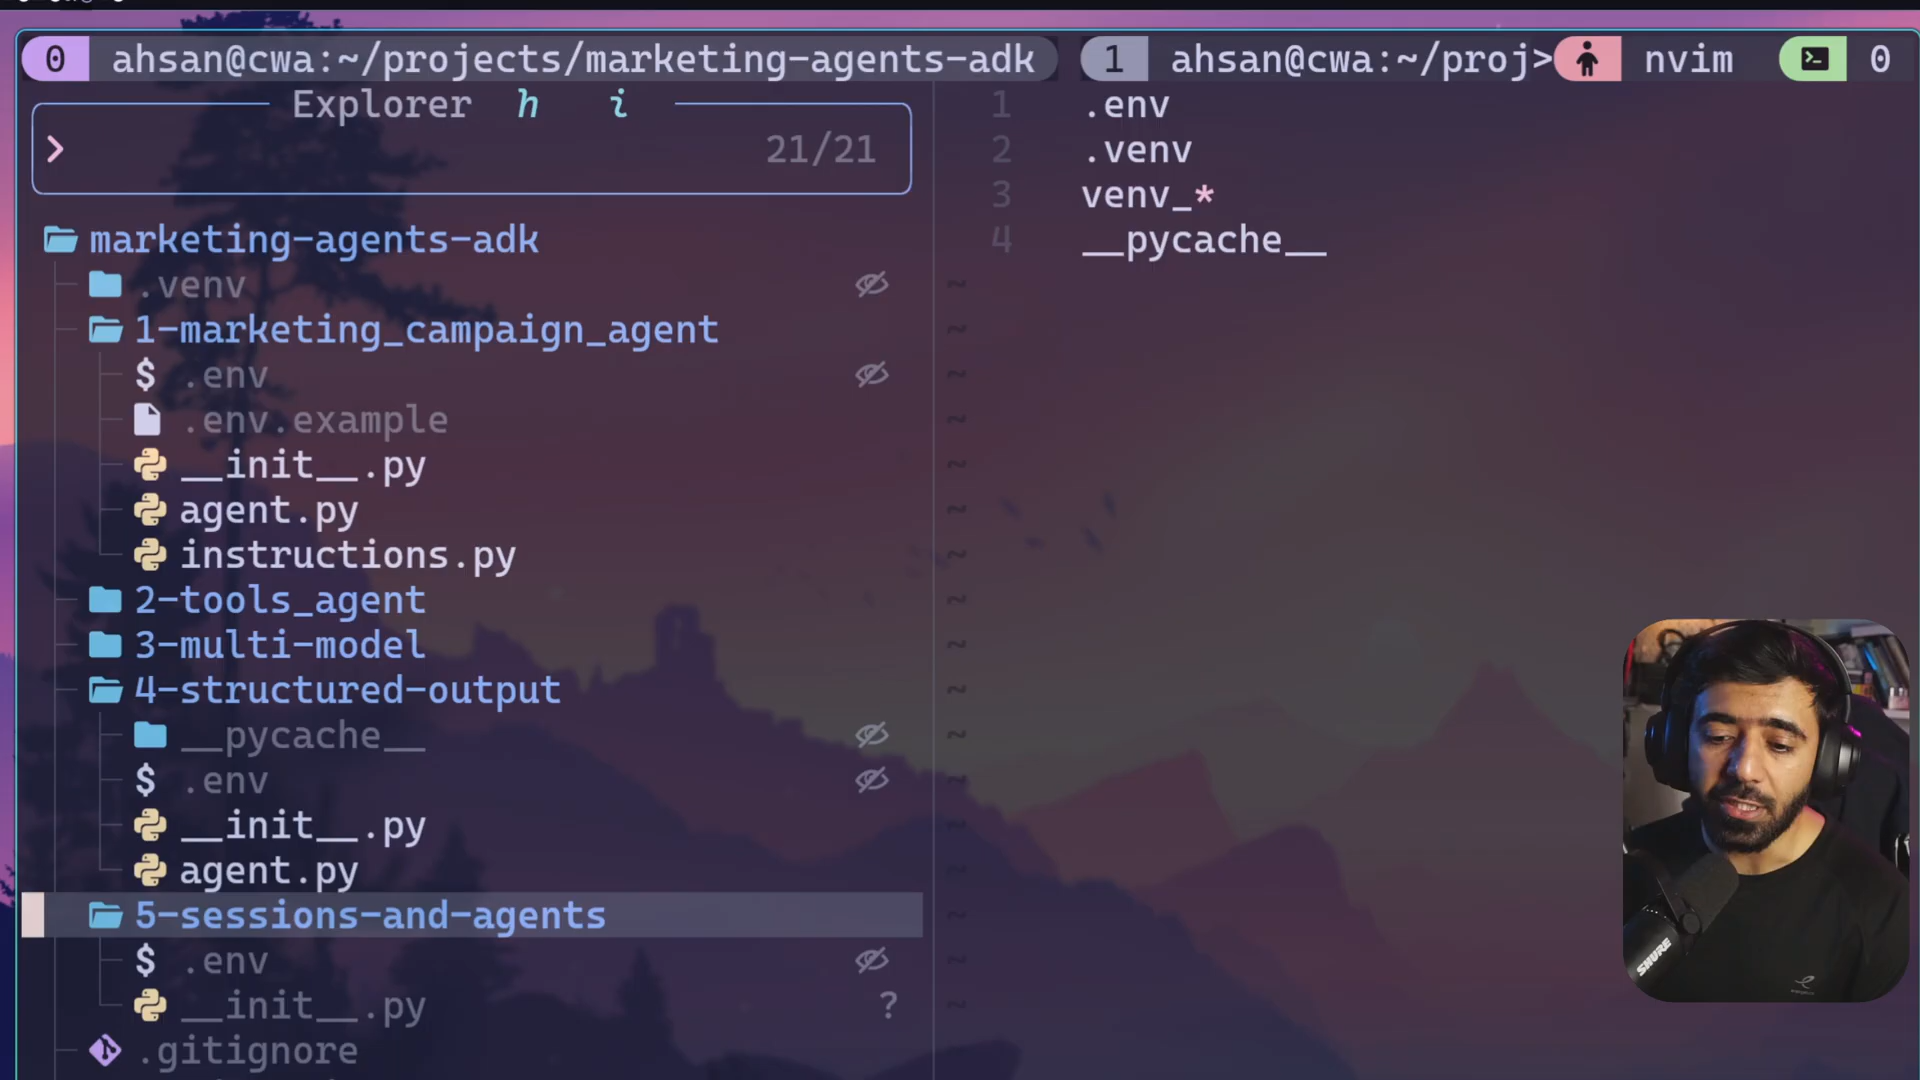 0 ahsan@cwa:~/projects/marketing-agents-adk 1 ahsan@cwa:~/proj> nvim 0
Explorer h i
> 21/21
marketing-agents-adk
.venv
1-marketing_campaign_agent
$ .env
.env.example
__init__.py
agent.py
instructions.py
2-tools_agent
3-multi-model
4-structured-output
__pycache__
$ .env
__init__.py
agent.py
5-sessions-and-agents
$ .env
__init__.py ?
.gitignore
1 .env
2 .venv
3 venv_*
4 __pycache__
SHURE